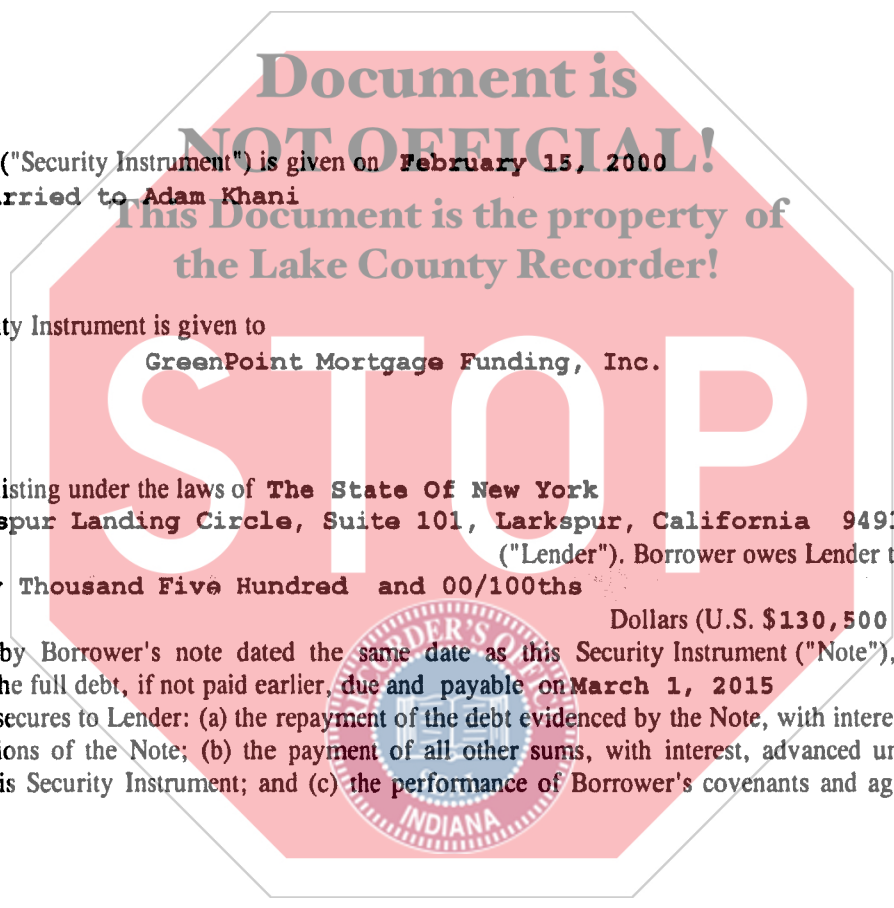 Document is
NOT OFFICIAL!
("Security Instrument") is given on February 15, 2000
rried to Adam Khani
This Document is the property of
the Lake County Recorder!
ty Instrument is given to
GreenPoint Mortgage Funding, Inc.
STOP
isting under the laws of The State Of New York
spur Landing Circle, Suite 101, Larkspur, California 949
("Lender"). Borrower owes Lender t
Thousand Five Hundred and 00/100ths
Dollars (U.S. $130,500
by Borrower's note dated the same date as this Security Instrument ("Note"),
he full debt, if not paid earlier, due and payable on March 1, 2015
secures to Lender: (a) the repayment of the debt evidenced by the Note, with intere
ions of the Note; (b) the payment of all other sums, with interest, advanced un
is Security Instrument; and (c) the performance of Borrower's covenants and ag
RECORDER'S OFFICE
INDIANA